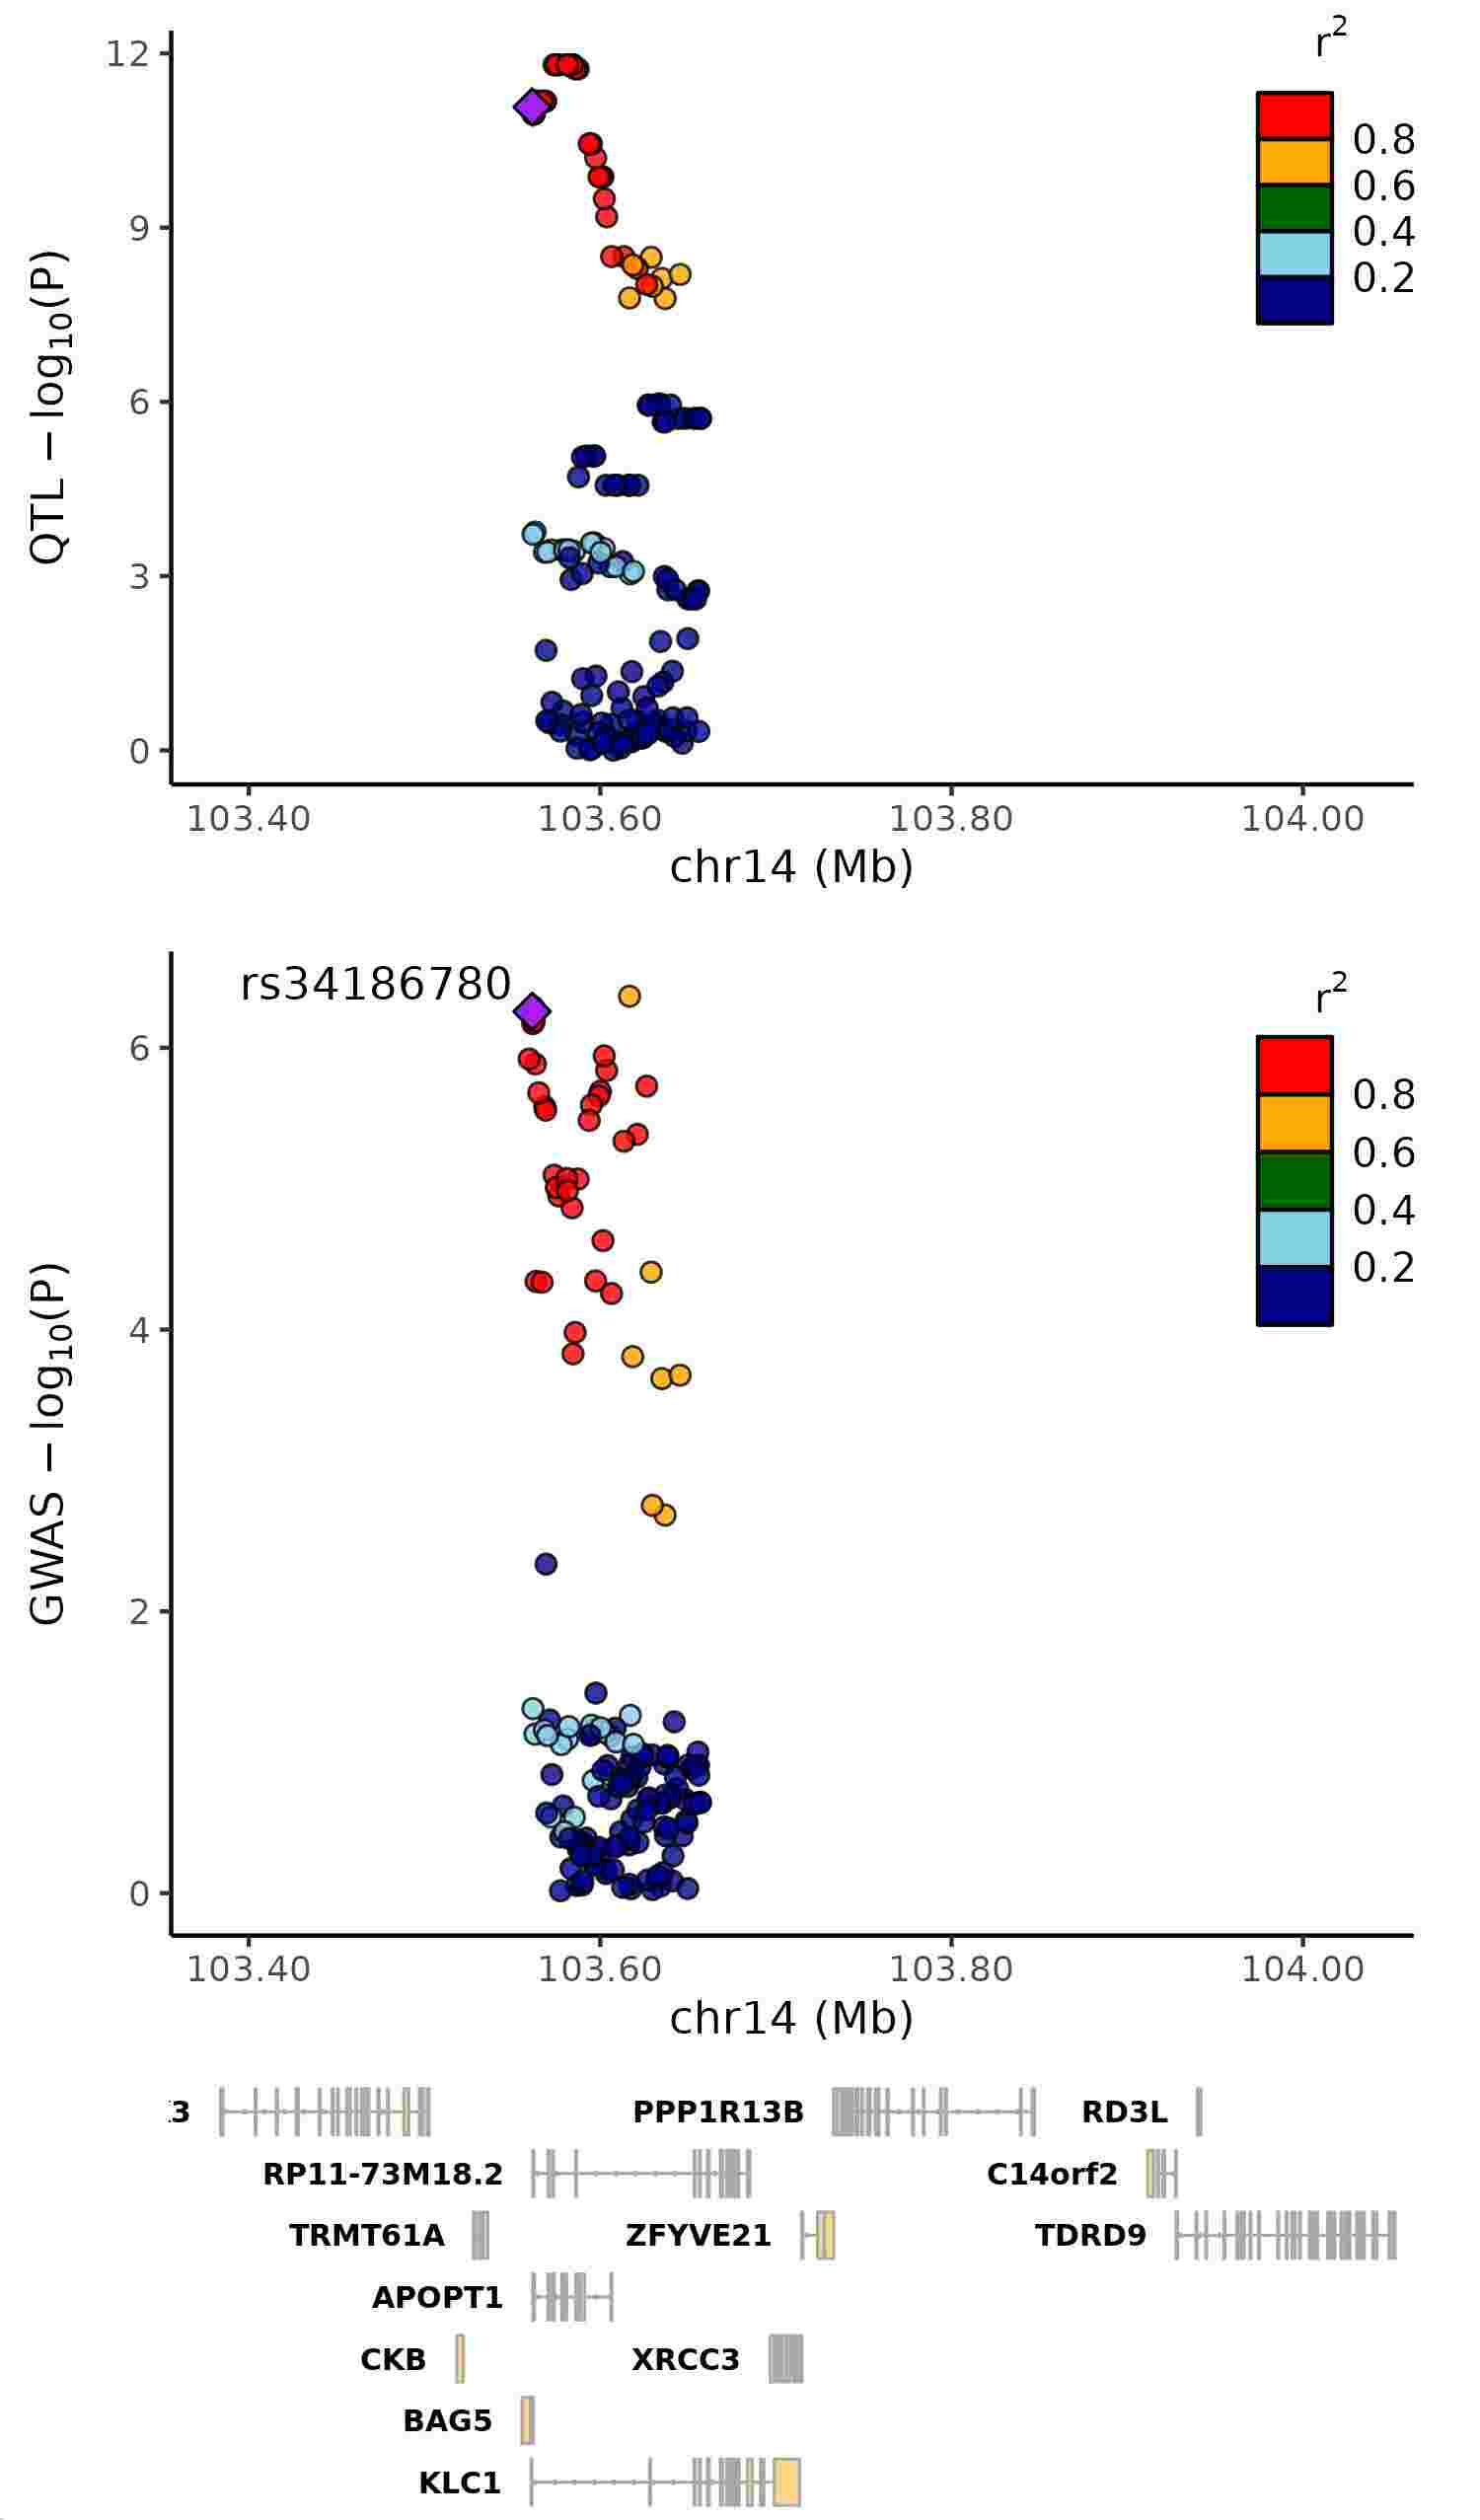 r2
12
9
6
3
0
QTL −log10(P)
0.8
0.6
0.4
0.2
103.40 103.60 103.80 104.00
chr14 (Mb)
rs34186780
r2
6
4
2
0
GWAS −log10(P)
0.8
0.6
0.4
0.2
103.40 103.60 103.80 104.00
chr14 (Mb)
3 PPP1R13B RD3L
RP11-73M18.2 C14orf2
TRMT61A ZFYVE21 TDRD9
APOPT1
CKB XRCC3
BAG5
KLC1